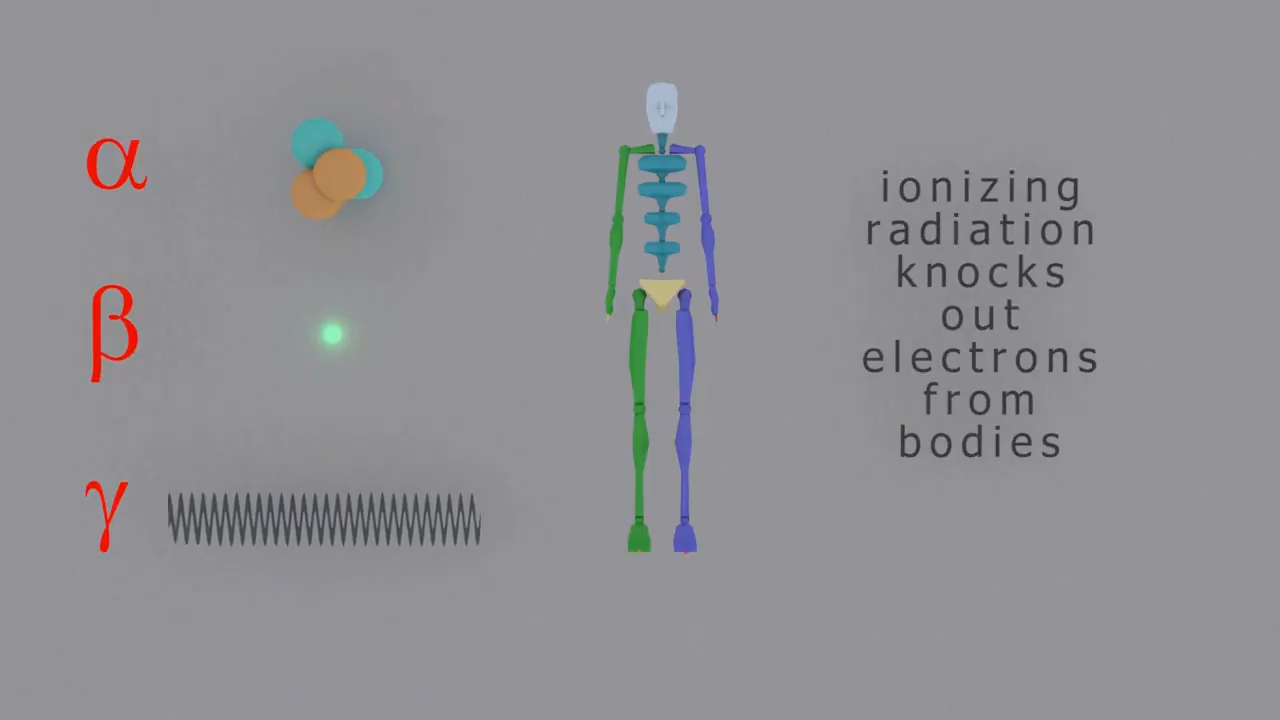 α
β
γ
ionizing
radiation
knocks
out
electrons
from
bodies